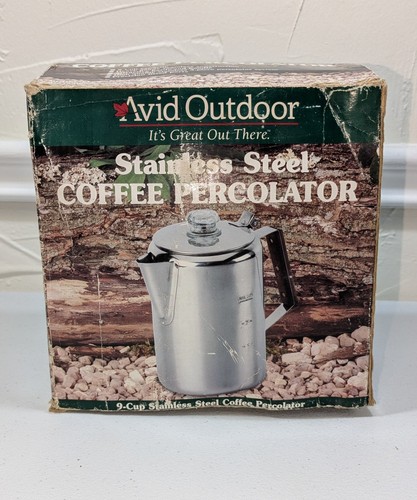 Avid Outdoor
It's Great Out There.
Stainless Steel
COFFEE PERCOLATOR
9-Cup Stainless Steel Coffee Percolator